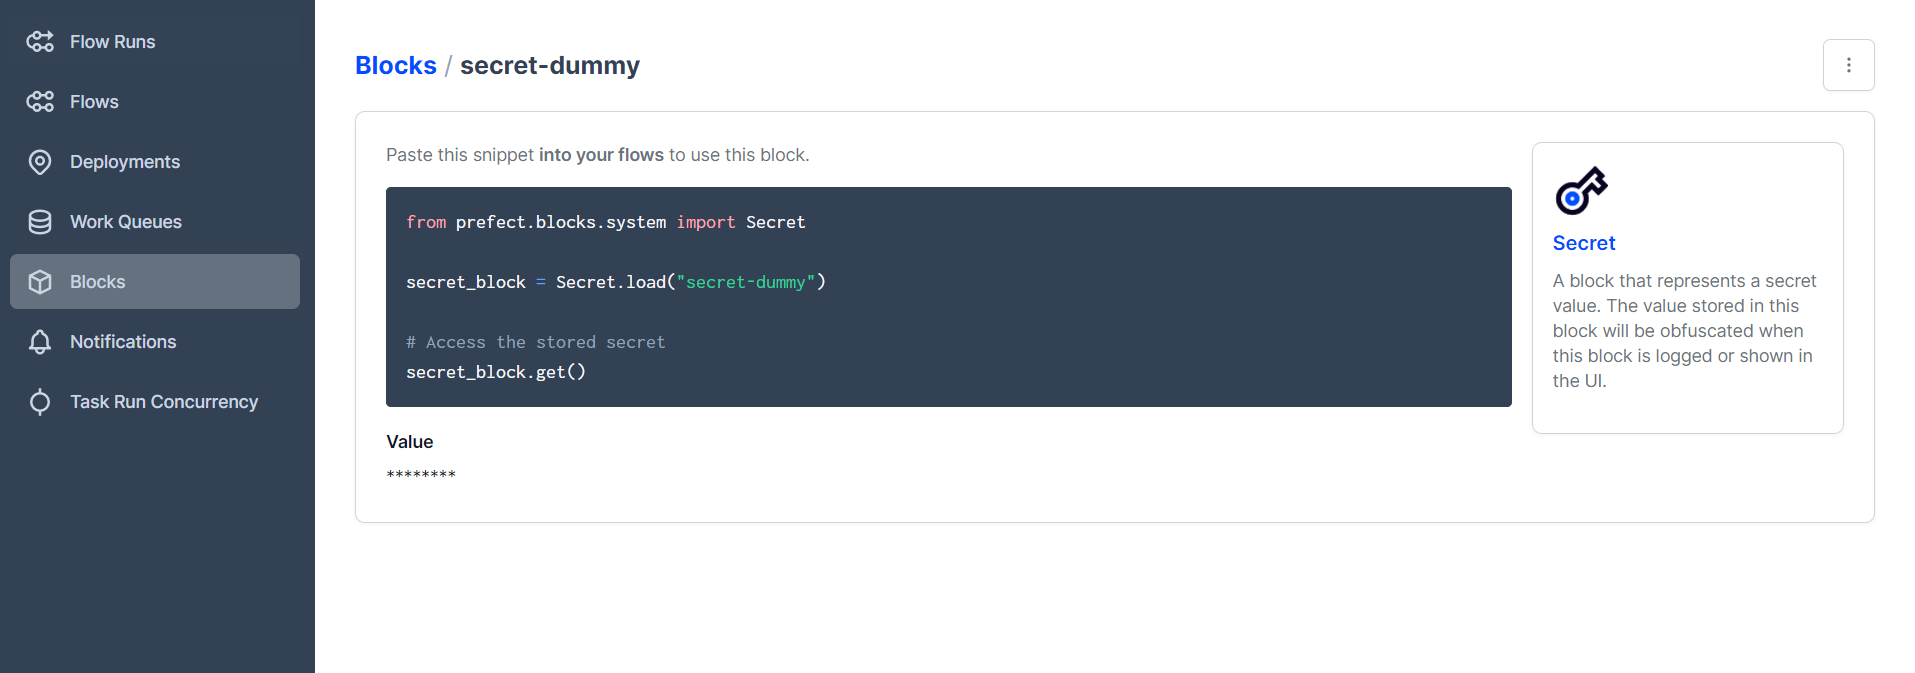 Flow Runs
Flows
Deployments
Work Queues
Blocks
Notifications
Task Run Concurrency
Blocks / secret-dummy
Paste this snippet into your flows to use this block.
from prefect.blocks.system import Secret
secret_block = Secret.load("secret-dummy")
# Access the stored secret
secret_block.get()
Value
********
Secret
A block that represents a secret
value. The value stored in this
block will be obfuscated when
this block is logged or shown in
the UI.